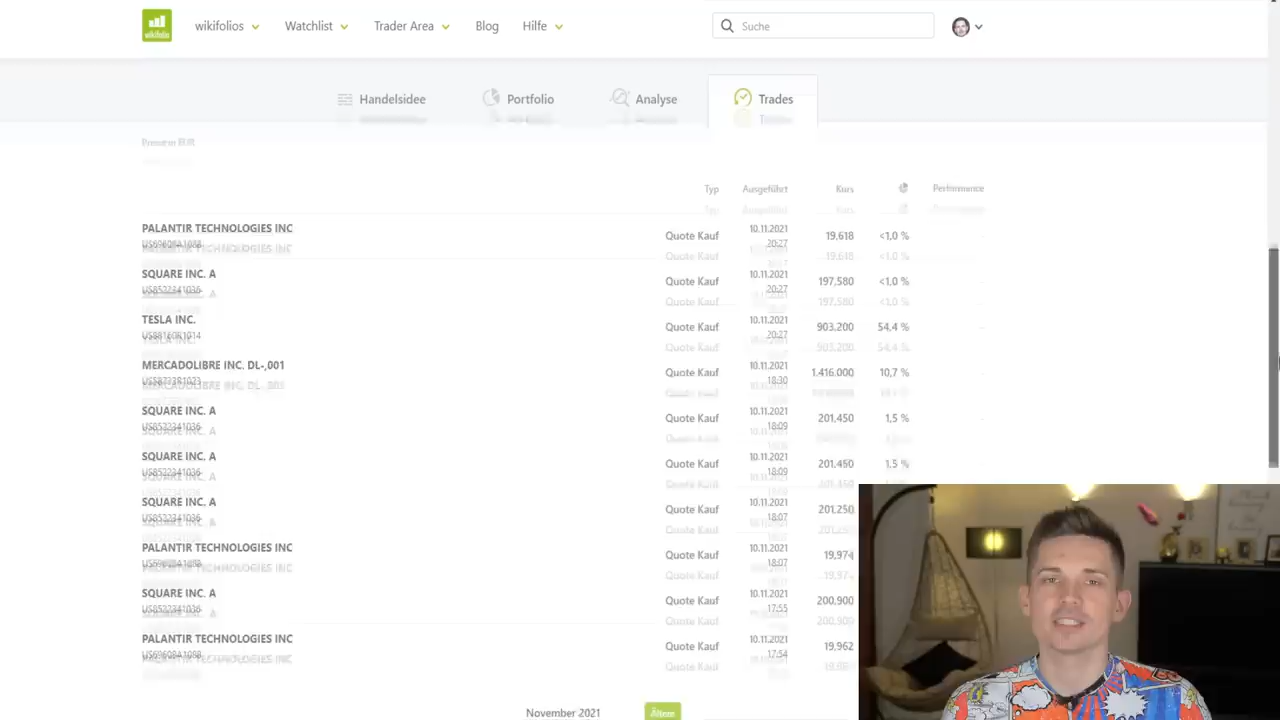 wikifolio
wikifolios Watchlist Trader Area Blog Hilfe Suche
Handelsidee Portfolio Analyse Trades
Typ Ausgeführt Kurs Performance
PALANTIR TECHNOLOGIES INC Quote Kauf 10.11.2021 20:27 19,618 <1,0 % -
SQUARE INC. A Quote Kauf 10.11.2021 20:27 197,580 <1,0 % -
TESLA INC. Quote Kauf 10.11.2021 20:27 903,200 54,4 % -
MERCADOLIBRE INC. DL-,001 Quote Kauf 10.11.2021 18:30 1.416,000 10,7 %
SQUARE INC. A Quote Kauf 10.11.2021 18:09 201,450 1,5 % -
SQUARE INC. A Quote Kauf 10.11.2021 18:09 201,450 1,5 %
SQUARE INC. A Quote Kauf 10.11.2021 18:07 201,250
PALANTIR TECHNOLOGIES INC Quote Kauf 10.11.2021 18:07
SQUARE INC. A Quote Kauf 10.11.2021 17:55 200,900
PALANTIR TECHNOLOGIES INC Quote Kauf 10.11.2021 17:54 19,962
November 2021 Ältere